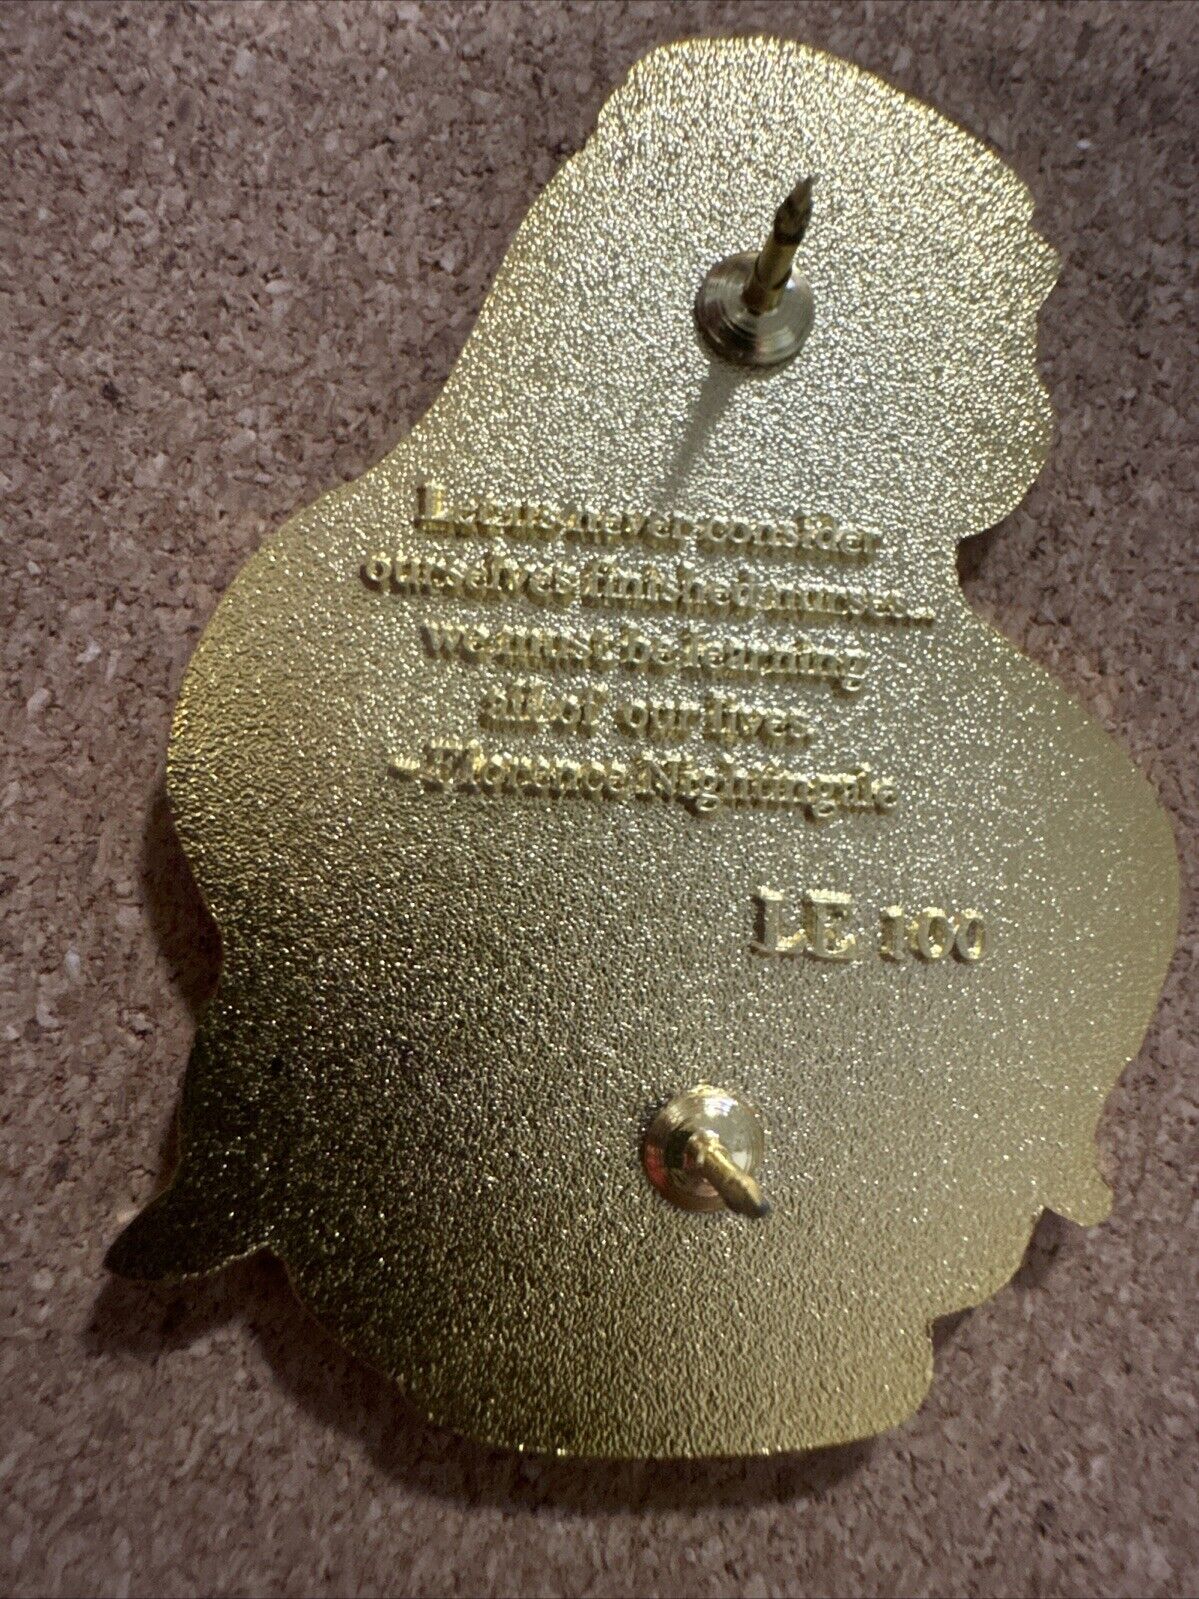 Let us never consider
ourselves finished nurses...
we must be learning
all of our lives.
-Florence Nightingale
LE 100